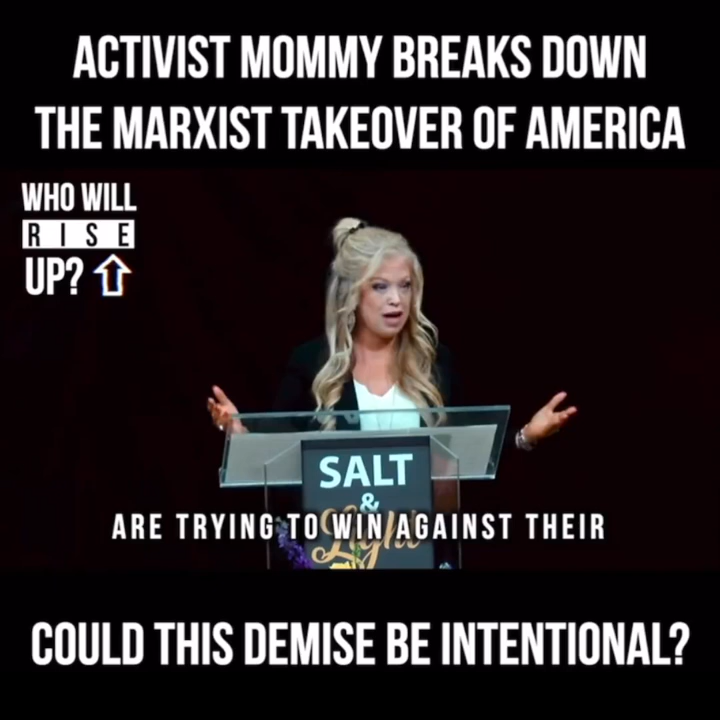 ACTIVIST MOMMY BREAKS DOWN
THE MARXIST TAKEOVER OF AMERICA
WHO WILL
RISE
UP?
SALT
&
Light
ARE TRYING TO WIN AGAINST THEIR
COULD THIS DEMISE BE INTENTIONAL?